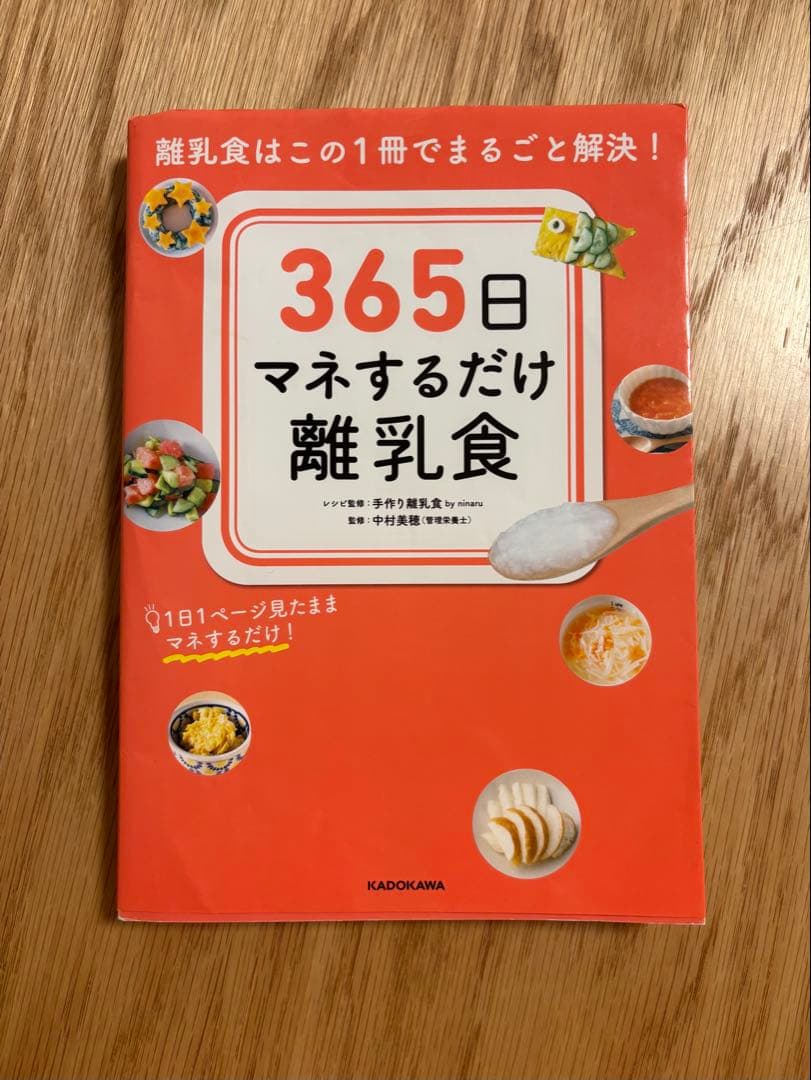 離乳食はこの1冊でまるごと解決！
365日
マネするだけ
離乳食
レシピ監修：手作り離乳食 by ninaru
監修：中村美穂（管理栄養士）
1日1ページ見たまま
マネするだけ！
KADOKAWA